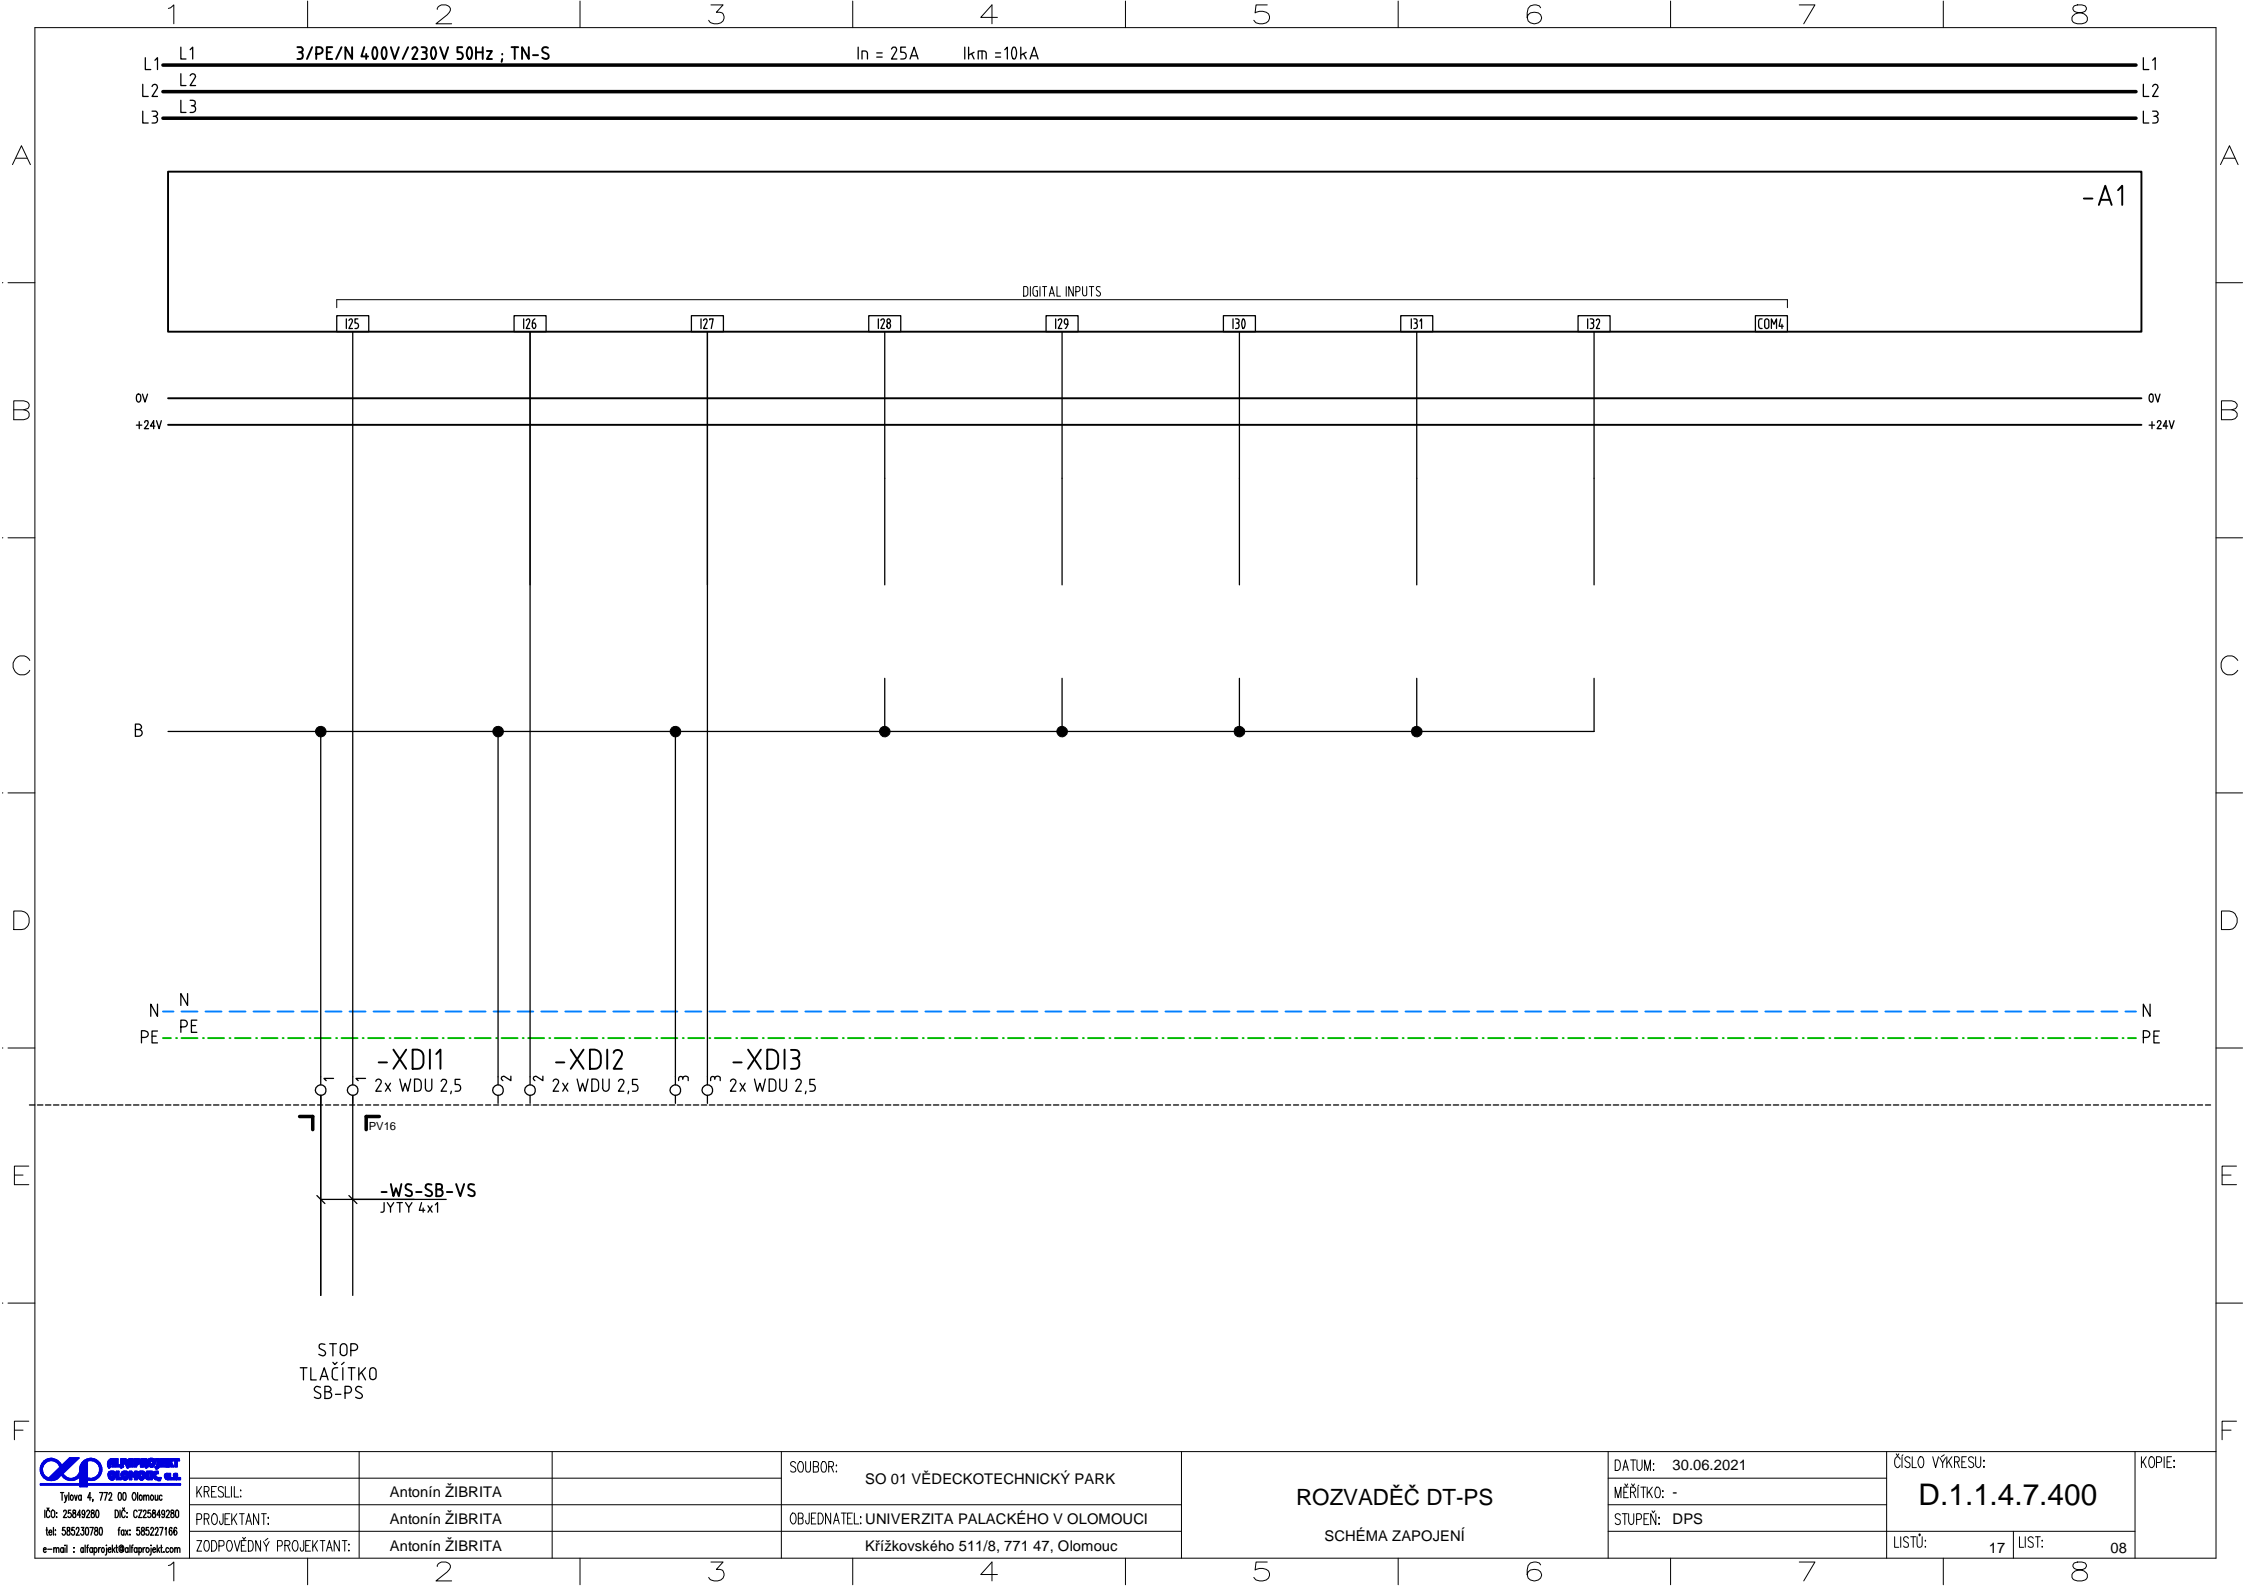 1 2 3 4 5 6 7 8
L1 3/PE/N 400V/230V 50Hz ; TN-S In = 25A Ikm =10kA
L1 L1
L2
L2 L2
L3
L3 L3
A A
-A1
DIGITAL INPUTS
I25 I26 I27 I28 I29 I30 I31 I32 COM4
0V 0V
B B
+24V +24V
C C
B
D D
N
N N
PE
PE PE
-XDI1 -XDI2 -XDI3
1 1 2x WDU 2,5 2 2 2x WDU 2,5 3 3 2x WDU 2,5
PV16
E E
-WS-SB-VS
JYTY 4x1
STOP
TLAČÍTKO
SB-PS
F F
ALFAPROJEKT
OLOMOUC, a.s.
Tylova 4, 772 00 Olomouc
IČO: 25849280 DIČ: CZ25849280
tel: 585230780 fax: 585227166
e-mail : alfaprojekt@alfaprojekt.com
KRESLIL: Antonín ŽIBRITA
PROJEKTANT: Antonín ŽIBRITA
ZODPOVĚDNÝ PROJEKTANT: Antonín ŽIBRITA
SOUBOR: SO 01 VĚDECKOTECHNICKÝ PARK
OBJEDNATEL: UNIVERZITA PALACKÉHO V OLOMOUCI
Křížkovského 511/8, 771 47, Olomouc
ROZVADĚČ DT-PS
SCHÉMA ZAPOJENÍ
DATUM: 30.06.2021
MĚŘÍTKO: -
STUPEŇ: DPS
ČÍSLO VÝKRESU:
D.1.1.4.7.400
LISTŮ: 17 LIST: 08
KOPIE:
1 2 3 4 5 6 7 8